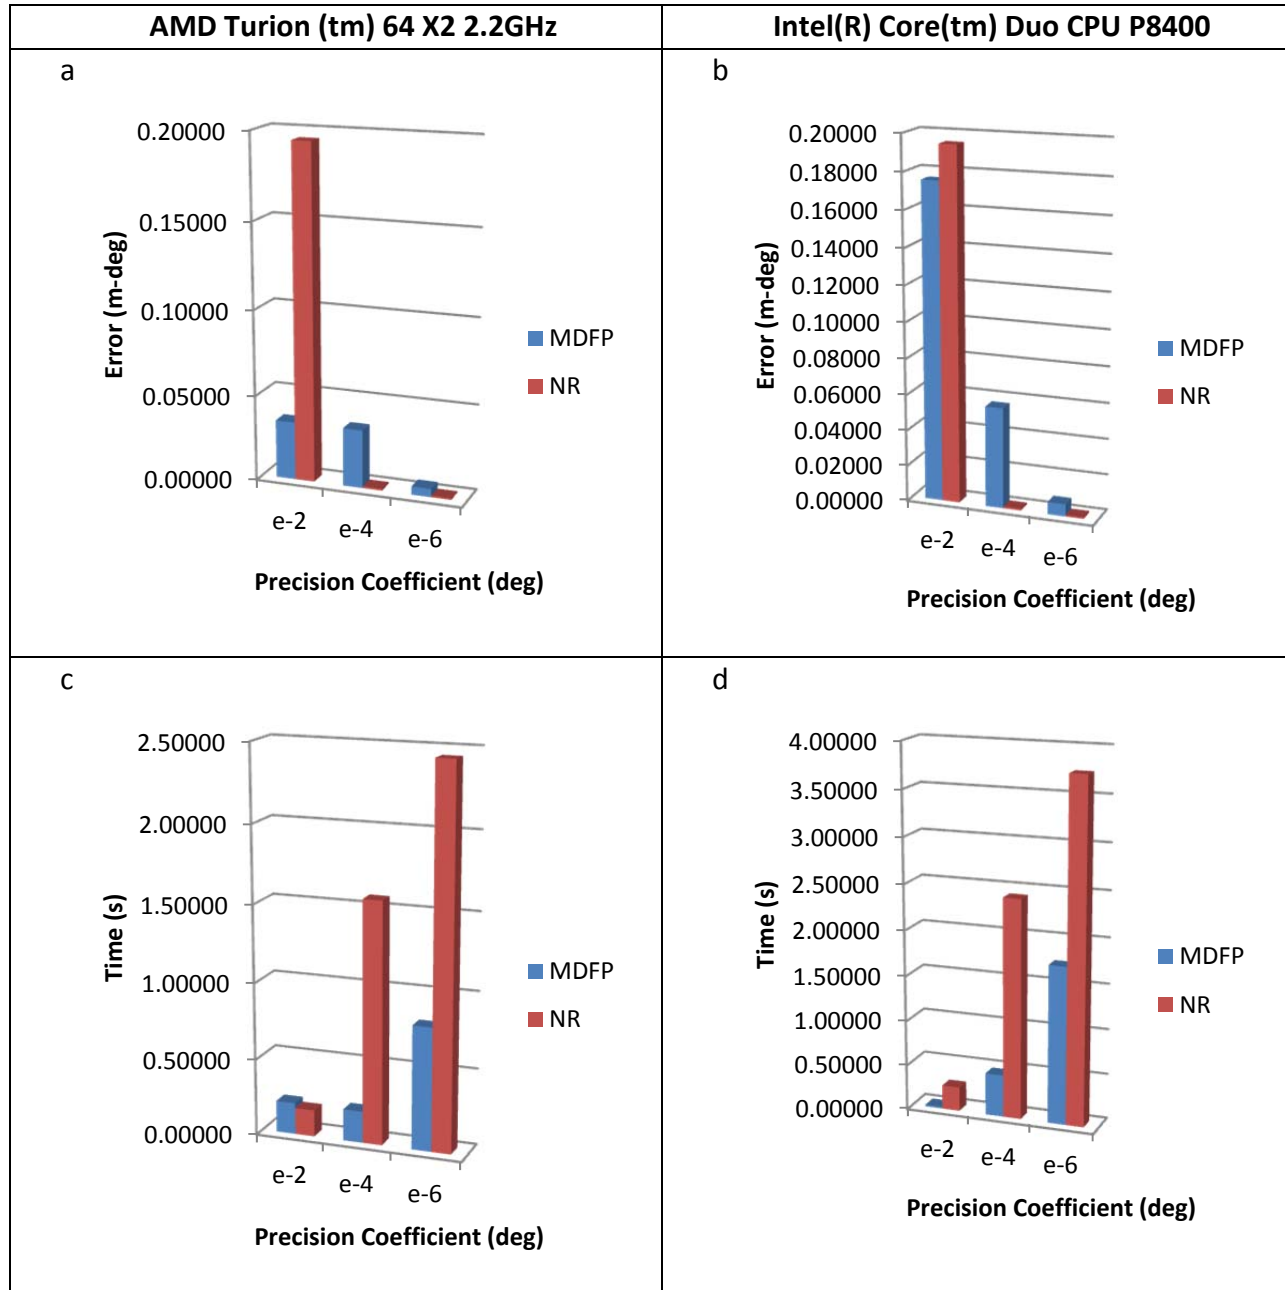 AMD Turion (tm) 64 X2 2.2GHz
Intel(R) Core(tm) Duo CPU P8400
a
0.20000
0.15000
0.10000
0.05000
0.00000
Error (m-deg)
e-2
e-4
e-6
Precision Coefficient (deg)
MDFP
NR
b
0.20000
0.18000
0.16000
0.14000
0.12000
0.10000
0.08000
0.06000
0.04000
0.02000
0.00000
Error (m-deg)
e-2
e-4
e-6
Precision Coefficient (deg)
MDFP
NR
c
2.50000
2.00000
1.50000
1.00000
0.50000
0.00000
Time (s)
e-2
e-4
e-6
Precision Coefficient (deg)
MDFP
NR
d
4.00000
3.50000
3.00000
2.50000
2.00000
1.50000
1.00000
0.50000
0.00000
Time (s)
e-2
e-4
e-6
Precision Coefficient (deg)
MDFP
NR